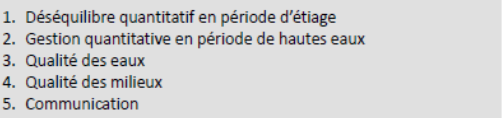 1. Déséquilibre quantitatif en période d’étiage
2. Gestion quantitative en période de hautes eaux
3. Qualité des eaux
4. Qualité des milieux
5. Communication